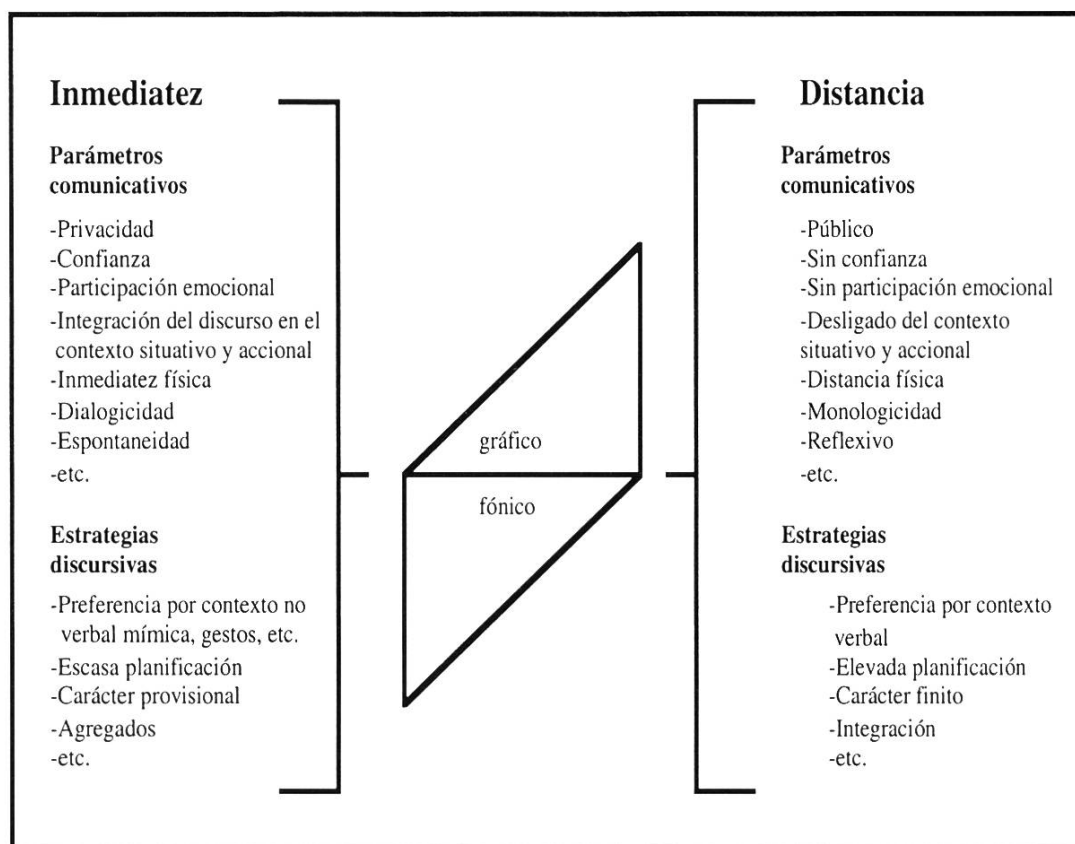 Inmediatez
Parámetros
comunicativos
-Privacidad
-Confianza
-Participación emocional
-Integración del discurso en el
contexto situativo y accional
-Inmediatez física
-Dialogicidad
-Espontaneidad
-etc.
Estrategias
discursivas
-Preferencia por contexto no
verbal mímica, gestos, etc.
-Escasa planificación
-Carácter provisional
-Agregados
-etc.
gráfico
fónico
Distancia
Parámetros
comunicativos
-Público
-Sin confianza
-Sin participación emocional
-Desligado del contexto
situativo y accional
-Distancia física
-Monologicidad
-Reflexivo
-etc.
Estrategias
discursivas
-Preferencia por contexto
verbal
-Elevada planificación
-Carácter finito
-Integración
-etc.